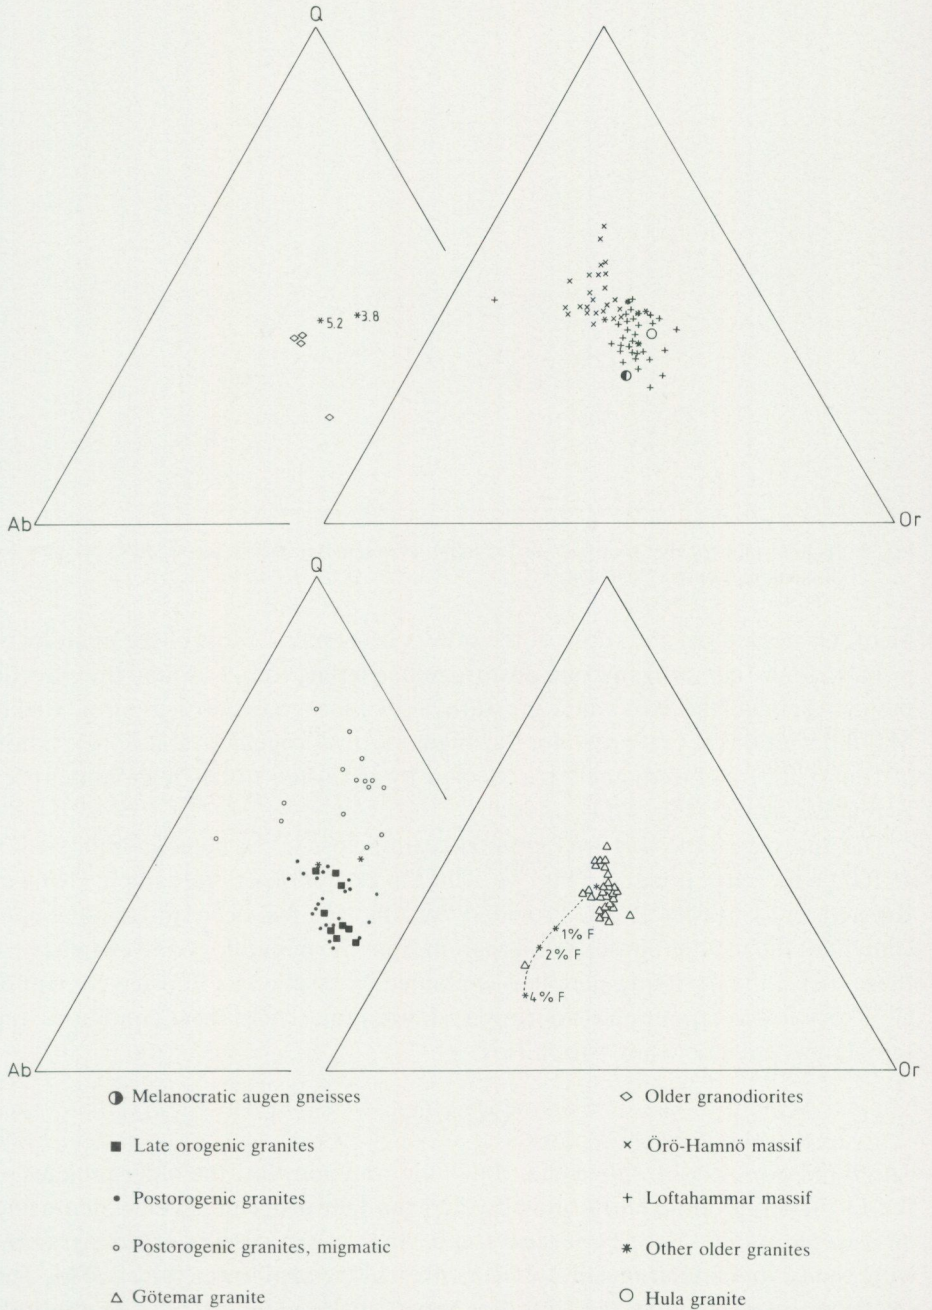 Q
*5.2 *3.8
Ab Or
Q
1% F
2% F
4% F
Ab Or
Melanocratic augen gneisses
Late orogenic granites
Postorogenic granites
Postorogenic granites, migmatic
Götemar granite
Older granodiorites
Örö-Hamnö massif
Loftahammar massif
Other older granites
Hula granite